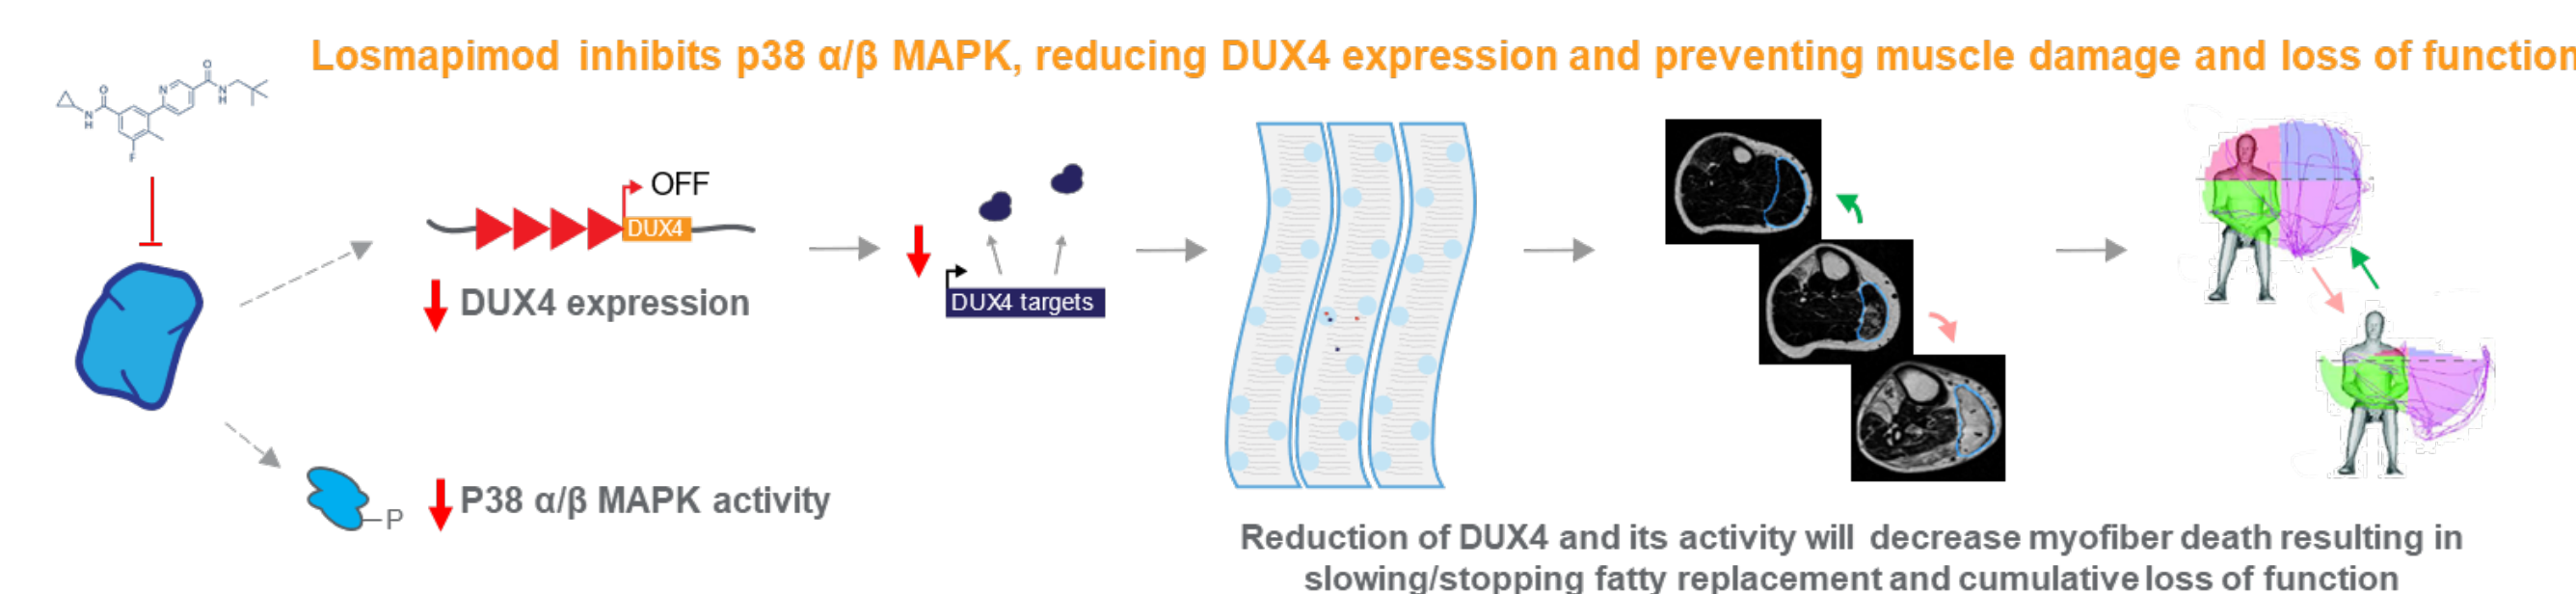 Losmapimod inhibits p38 α/β MAPK, reducing DUX4 expression and preventing muscle damage and loss of function
O
N
H
N
O
N
H
F
OFF
DUX4
DUX4 expression
DUX4 targets
P
P38 α/β MAPK activity
Reduction of DUX4 and its activity will decrease myofiber death resulting in
slowing/stopping fatty replacement and cumulative loss of function